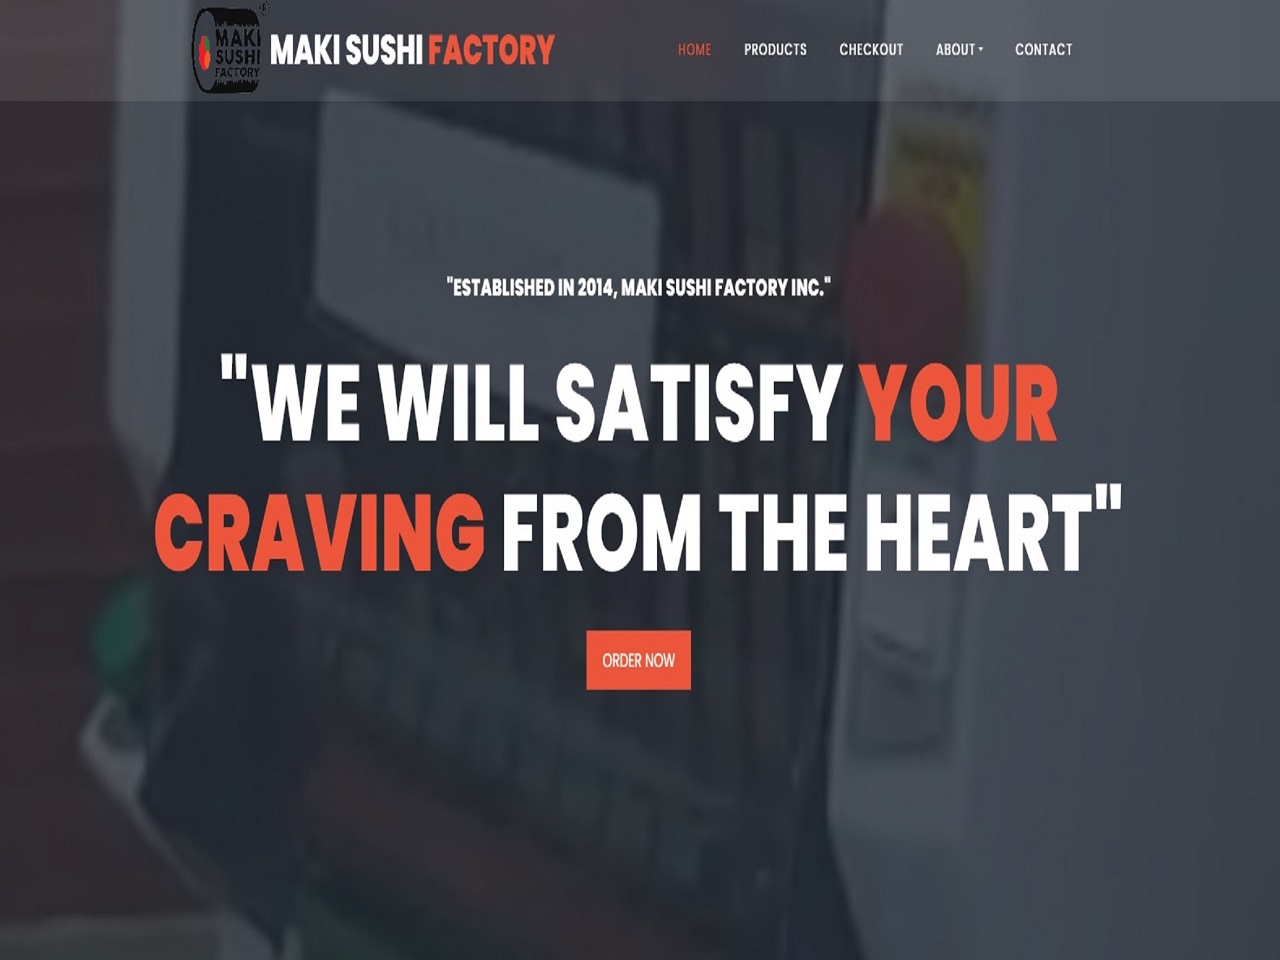 MAKI
SUSHI
FACTORY
MAKI SUSHI FACTORY
HOME PRODUCTS CHECKOUT ABOUT CONTACT
"ESTABLISHED IN 2014, MAKI SUSHI FACTORY INC."
"WE WILL SATISFY YOUR
CRAVING FROM THE HEART"
ORDER NOW